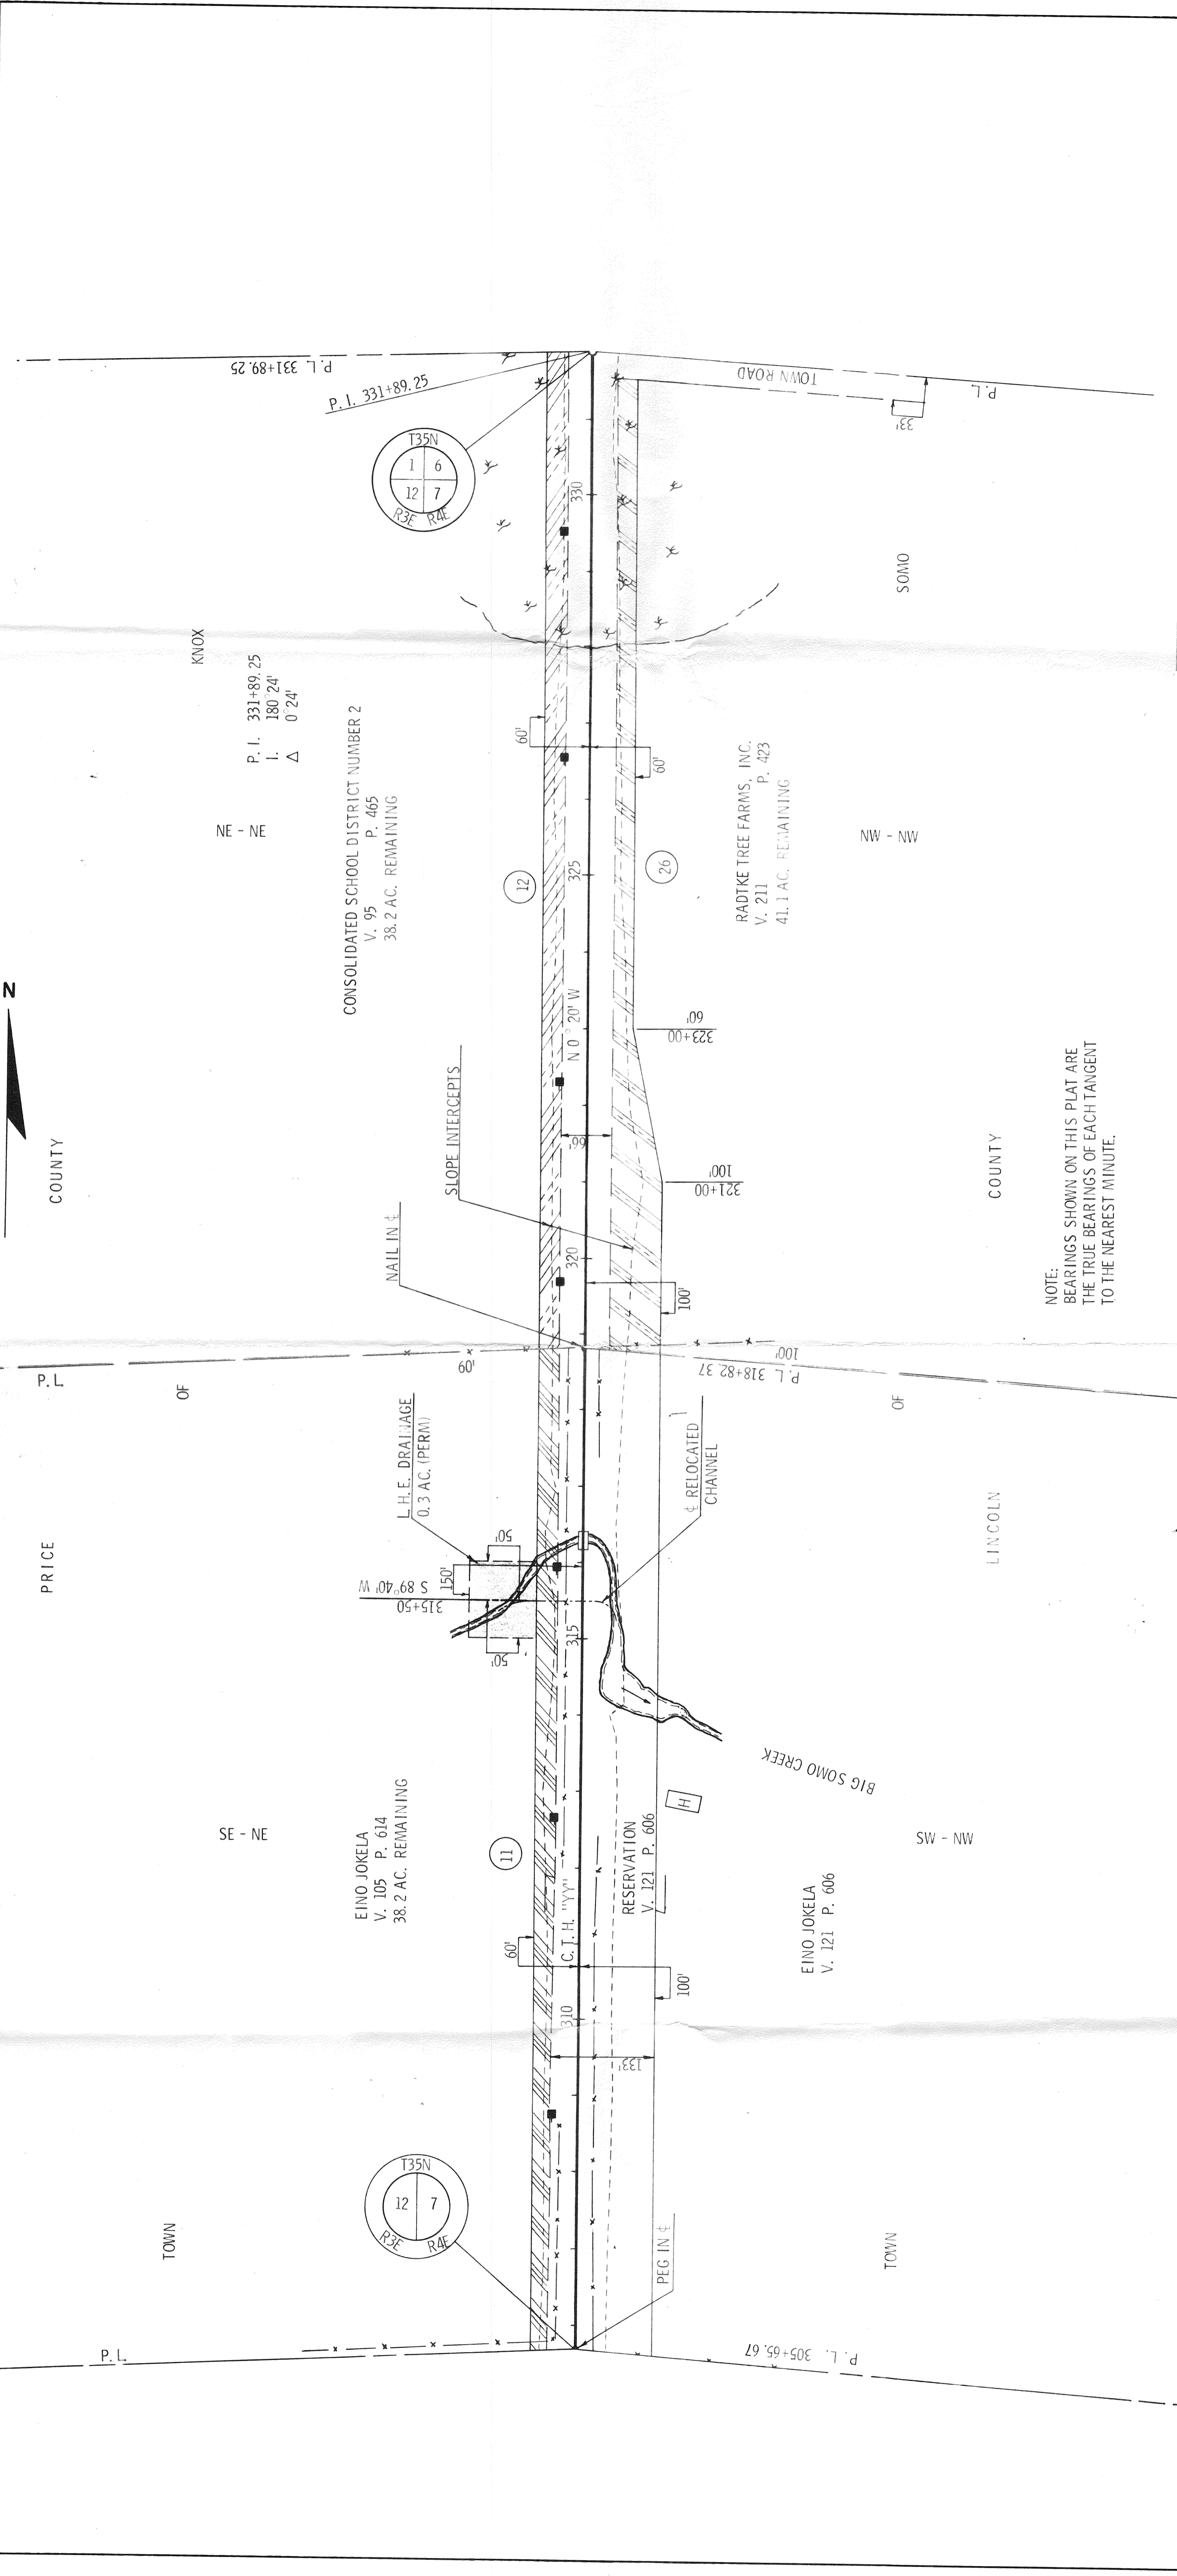 P. L. 331+89.25
P. I. 331+89.25
TOWN ROAD
P.L.
33'
T35N
1 6
12 7
R3E R4E
330
SOMO
KNOX
P. I. 331+89.25
I. 180°24'
Δ 0°24'
60'
60'
CONSOLIDATED SCHOOL DISTRICT NUMBER 2
V. 95 P. 465
38.2 AC. REMAINING
RADTKE TREE FARMS, INC.
V. 211 P. 423
41.1 AC. REMAINING
NE - NE
NW - NW
12
325
26
N
N 0° 20' W
60'
323+00
SLOPE INTERCEPTS
66'
100'
321+00
COUNTY
COUNTY
NOTE:
BEARINGS SHOWN ON THIS PLAT ARE
THE TRUE BEARINGS OF EACH TANGENT
TO THE NEAREST MINUTE.
NAIL IN ℄
320
100'
60'
100'
P. L. 318+82.37
P.L.
OF
OF
L.H.E. DRAINAGE
0.3 AC. (PERM)
℄ RELOCATED
CHANNEL
PRICE
LINCOLN
50'
150'
S 89°40' W
315+50
50'
315
BIG SOMO CREEK
H
SE - NE
SW - NW
EINO JOKELA
V. 105 P. 614
38.2 AC. REMAINING
11
RESERVATION
V. 121 P. 606
EINO JOKELA
V. 121 P. 606
C. T. H. "YY"
60'
100'
310
133'
T35N
12 7
R3E R4E
TOWN
TOWN
PEG IN ℄
P.L.
P. L. 305+65.67